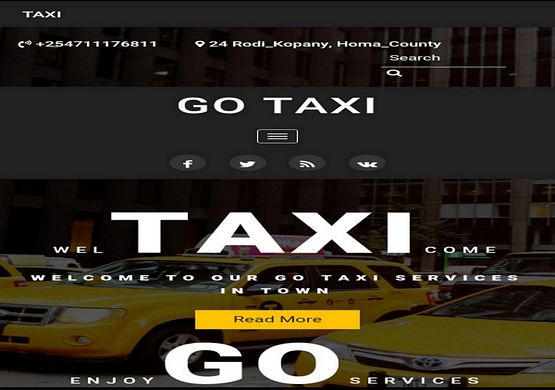 TAXI
+254711176811 24 Rodi_Kopany, Homa_County
Search
GO TAXI
WEL TAXI COME
WELCOME TO OUR GO TAXI SERVICES
IN TOWN
Read More
ENJOY GO SERVICES